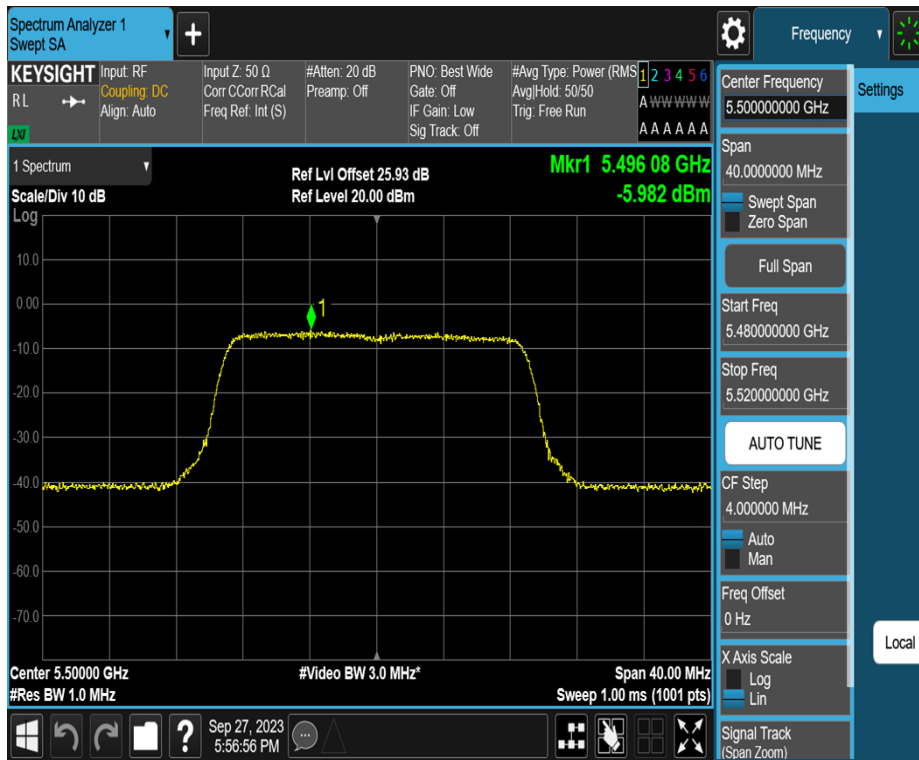 Spectrum Analyzer 1
Swept SA
+
Frequency
KEYSIGHT
RL
LXI
Input: RF
Coupling: DC
Align: Auto
Input Z: 50 Ω
Corr CCorr RCal
Freq Ref: Int (S)
#Atten: 20 dB
Preamp: Off
PNO: Best Wide
Gate: Off
IF Gain: Low
Sig Track: Off
#Avg Type: Power (RMS
Avg|Hold: 50/50
Trig: Free Run
1 2 3 4 5 6
A W W W W W
A A A A A A
1 Spectrum
Scale/Div 10 dB
Log
Ref Lvl Offset 25.93 dB
Ref Level 20.00 dBm
Mkr1 5.496 08 GHz
-5.982 dBm
10.0
0.00
-10.0
-20.0
-30.0
-40.0
-50.0
-60.0
-70.0
1
Center 5.50000 GHz
#Res BW 1.0 MHz
#Video BW 3.0 MHz*
Span 40.00 MHz
Sweep 1.00 ms (1001 pts)
?
Sep 27, 2023
5:56:56 PM
Center Frequency
5.500000000 GHz
Span
40.0000000 MHz
Swept Span
Zero Span
Full Span
Start Freq
5.480000000 GHz
Stop Freq
5.520000000 GHz
AUTO TUNE
CF Step
4.000000 MHz
Auto
Man
Freq Offset
0 Hz
X Axis Scale
Log
Lin
Signal Track
(Span Zoom)
Settings
Local